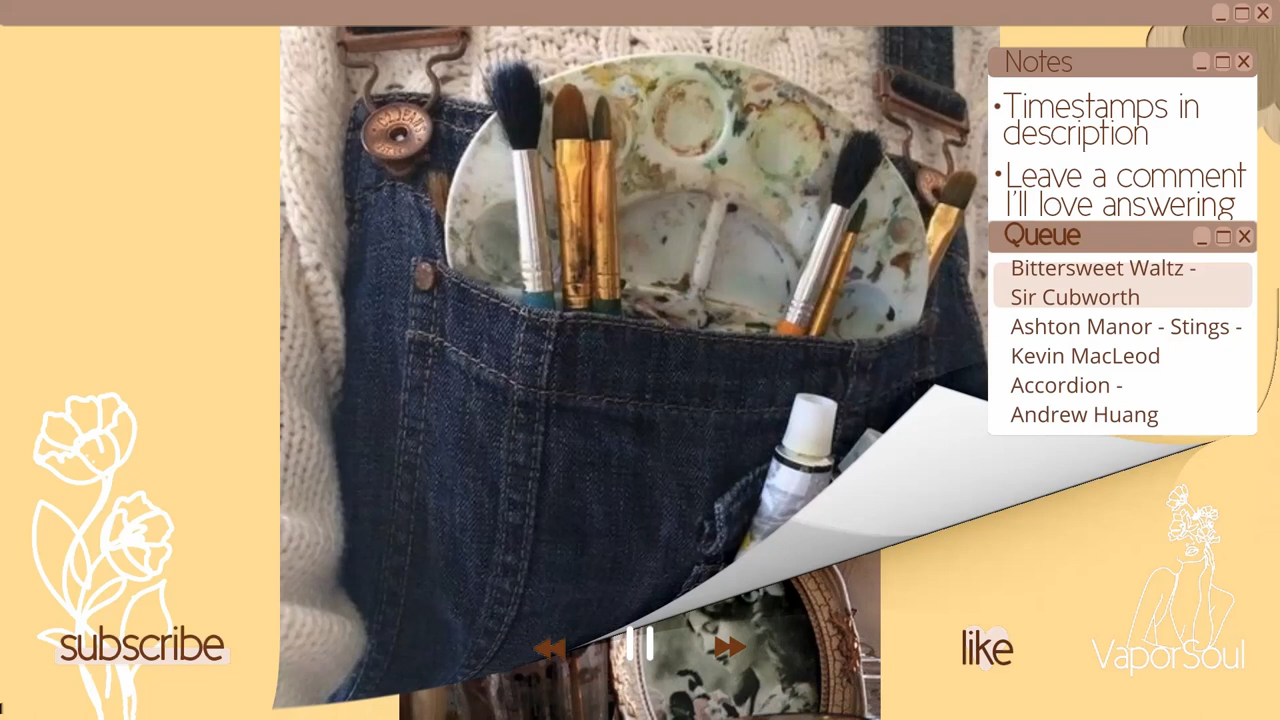 Notes
•Timestamps in
description
•Leave a comment
I'll love answering
Queue
Bittersweet Waltz -
Sir Cubworth
Ashton Manor - Stings -
Kevin MacLeod
Accordion -
Andrew Huang
subscribe
like
VaporSoul